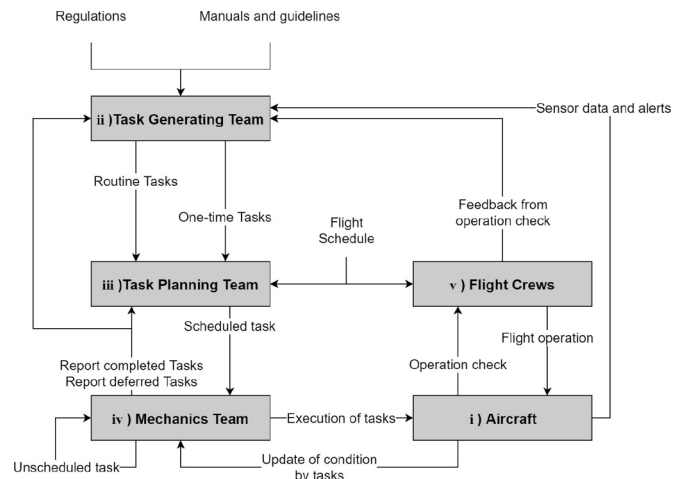 Regulations
Manuals and guidelines
ii )Task Generating Team
Sensor data and alerts
Routine Tasks
One-time Tasks
Feedback from
operation check
Flight
Schedule
iii )Task Planning Team
v ) Flight Crews
Scheduled task
Flight operation
Report completed Tasks
Report deferred Tasks
Operation check
iv ) Mechanics Team
Execution of tasks
i ) Aircraft
Unscheduled task
Update of condition
by tasks